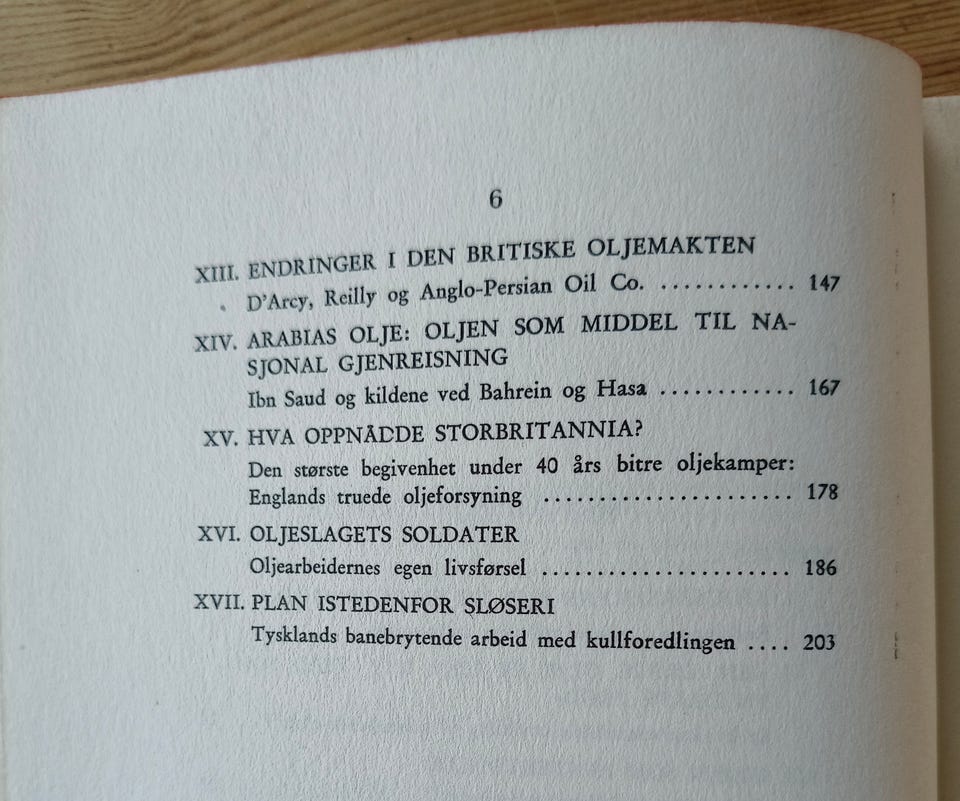 6
XIII. ENDRINGER I DEN BRITISKE OLJEMAKTEN
D'Arcy, Reilly og Anglo-Persian Oil Co. ............ 147
XIV. ARABIAS OLJE: OLJEN SOM MIDDEL TIL NA-
SJONAL GJENREISNING
Ibn Saud og kildene ved Bahrein og Hasa ............ 167
XV. HVA OPPNÅDDE STORBRITANNIA?
Den største begivenhet under 40 års bitre oljekamper:
Englands truede oljeforsyning ....................... 178
XVI. OLJESLAGETS SOLDATER
Oljearbeidernes egen livsførsel ....................... 186
XVII. PLAN ISTEDENFOR SLØSERI
Tysklands banebrytende arbeid med kullforedlingen .... 203